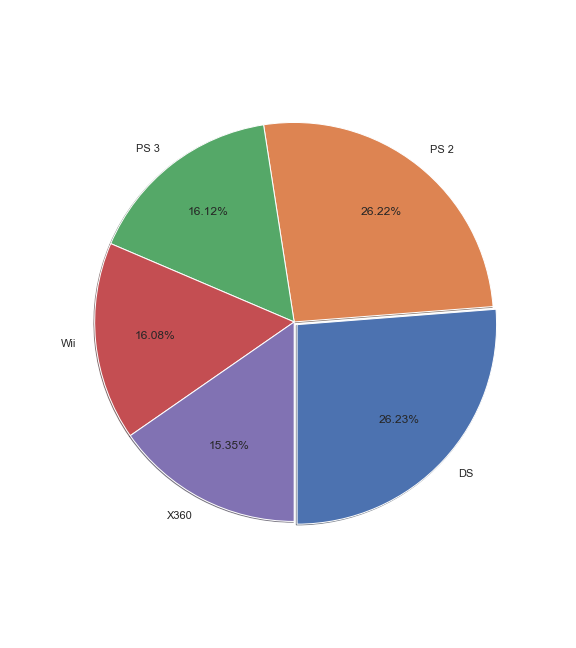 PS 3
PS 2
16.12%
26.22%
16.08%
Wii
26.23%
15.35%
DS
X360